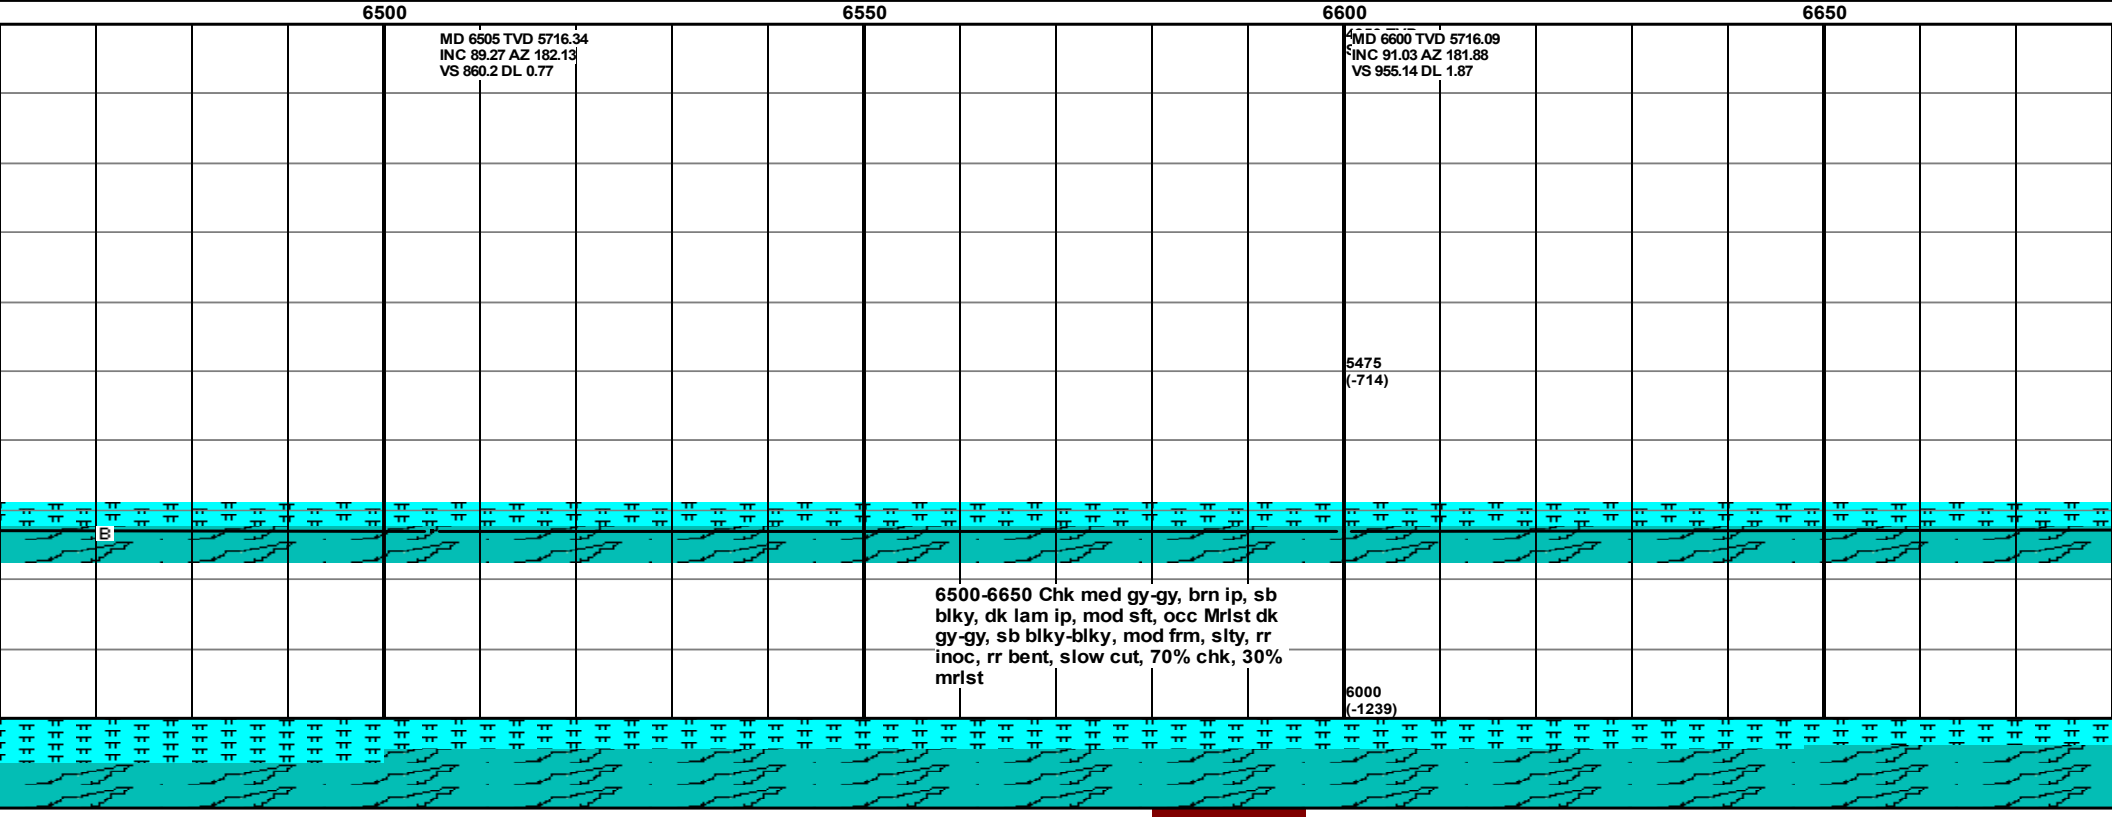 6500 6550 6600 6650
MD 6505 TVD 5716.34
INC 89.27 AZ 182.13
VS 860.2 DL 0.77
MD 6600 TVD 5716.09
INC 91.03 AZ 181.88
VS 955.14 DL 1.87
5475
(-714)
B
6500-6650 Chk med gy-gy, brn ip, sb
blky, dk lam ip, mod sft, occ Mrlst dk
gy-gy, sb blky-blky, mod frm, slty, rr
inoc, rr bent, slow cut, 70% chk, 30%
mrlst
6000
(-1239)